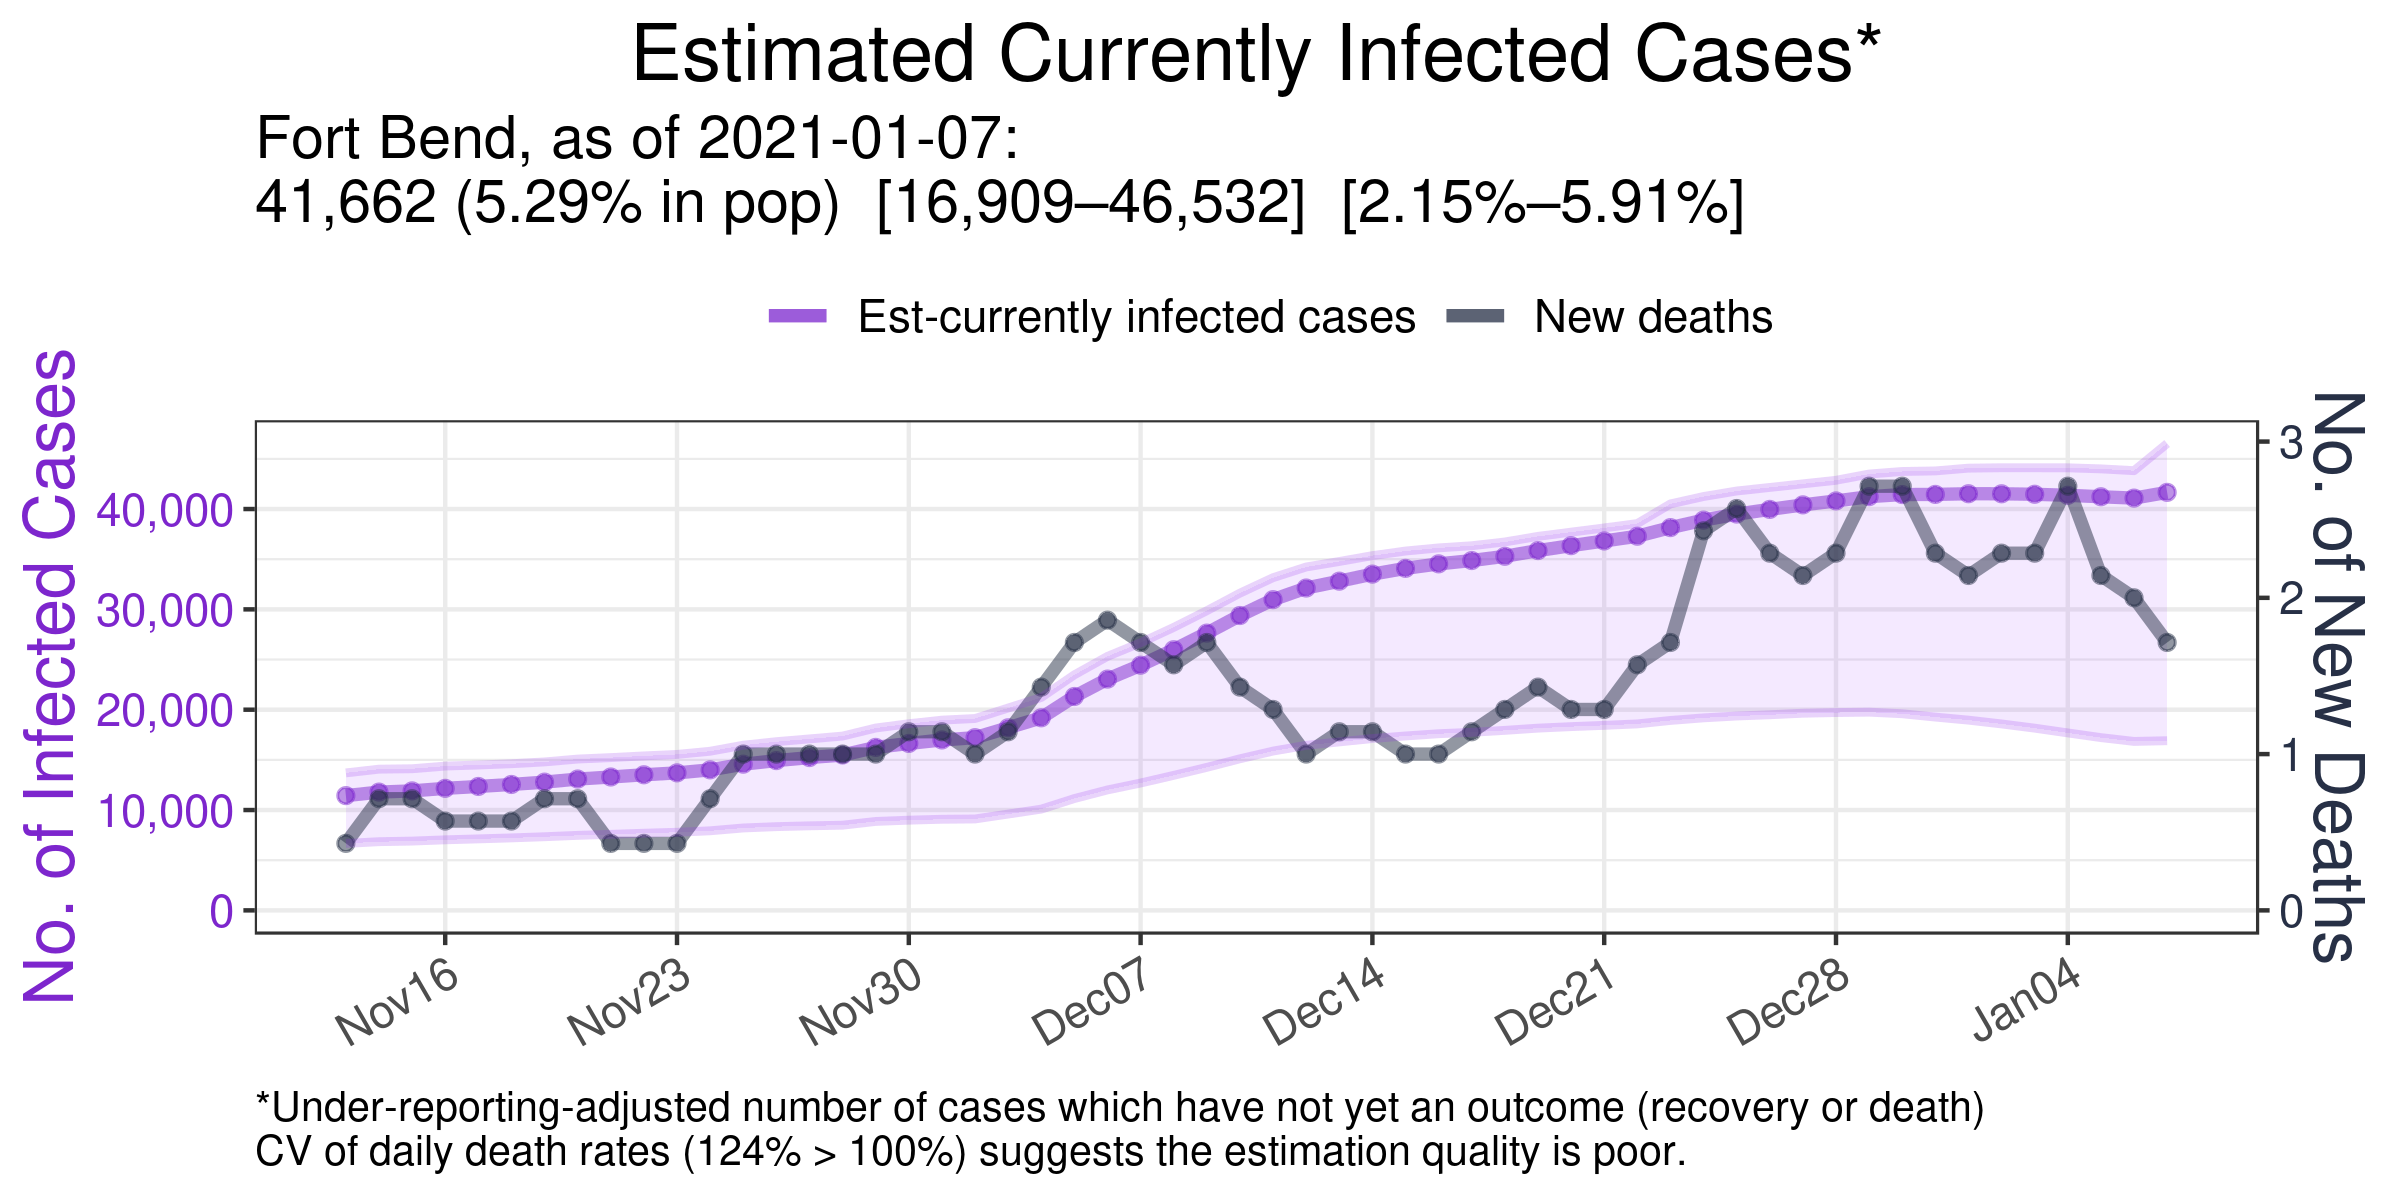 Estimated Currently Infected Cases*
Fort Bend, as of 2021-01-07:
41,662 (5.29% in pop)  [16,909–46,532]  [2.15%–5.91%]
Est-currently infected cases
New deaths
No. of Infected Cases
40,000
30,000
20,000
10,000
0
3
2
1
0
No. of New Deaths
Nov16
Nov23
Nov30
Dec07
Dec14
Dec21
Dec28
Jan04
*Under-reporting-adjusted number of cases which have not yet an outcome (recovery or death)
CV of daily death rates (124% > 100%) suggests the estimation quality is poor.